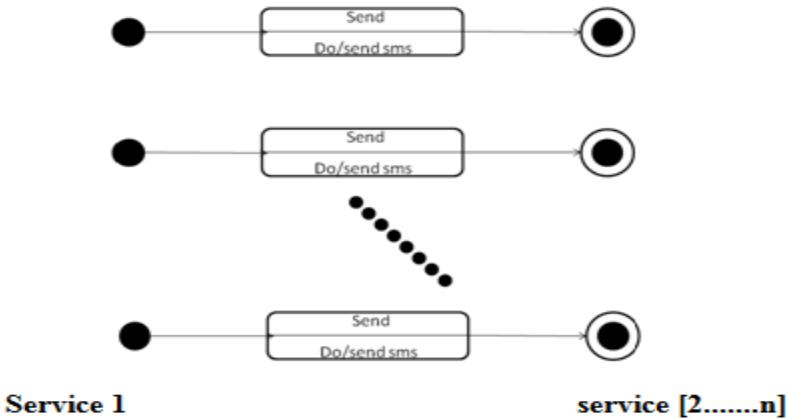 Send
Do/send sms
Send
Do/send sms
Send
Do/send sms
Service 1 service [2.......n]